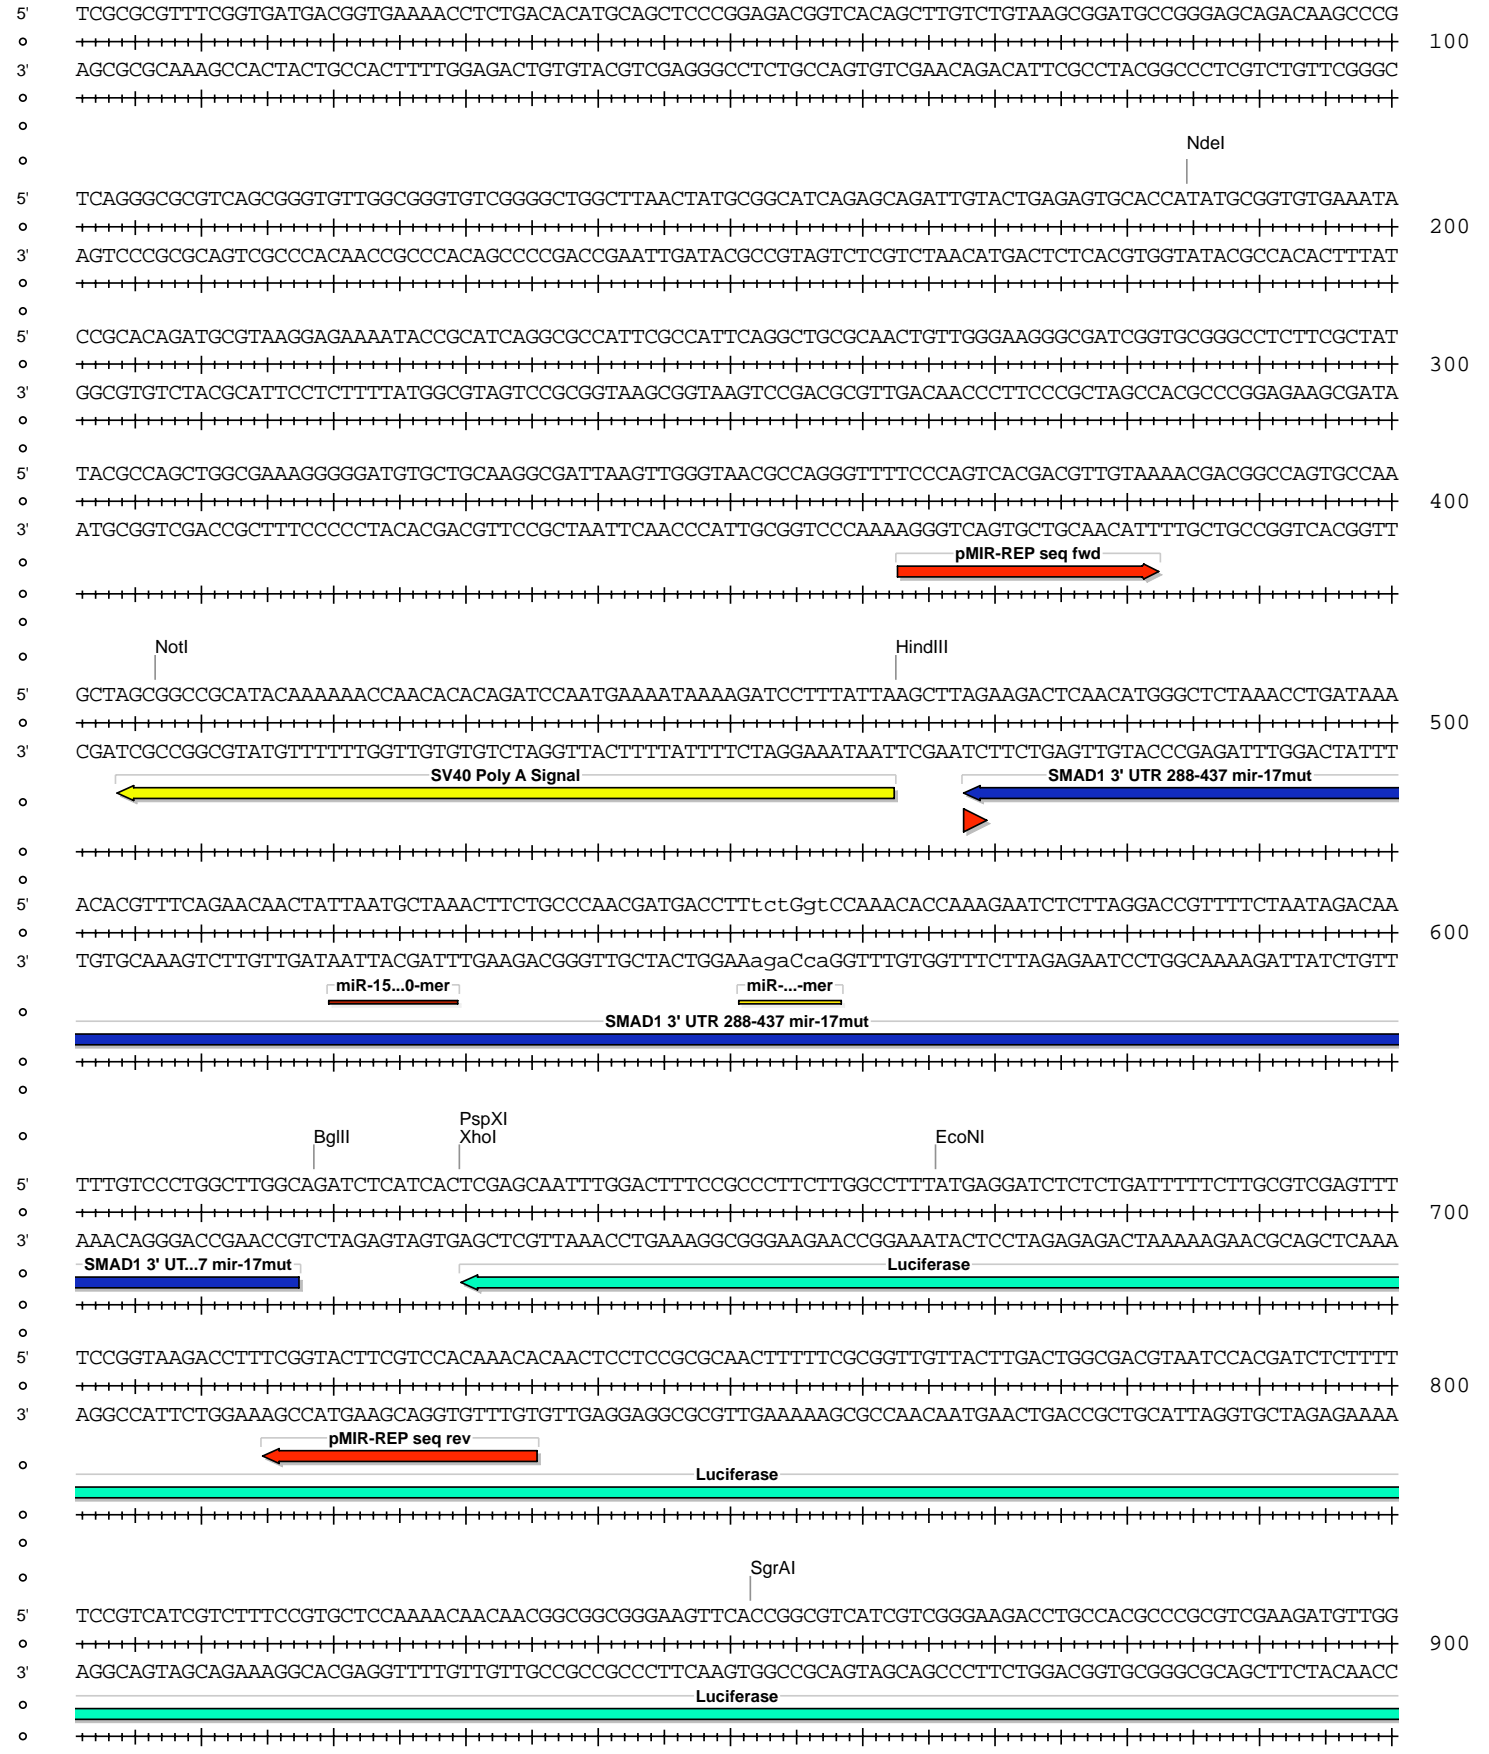 5' TCGCGCGTTTCGGTGATGACGGTGAAAACCTCTGACACATGCAGCTCCCGGAGACGGTCACAGCTTGTCTGTAAGCGGATGCCGGGAGCAGACAAGCCCG
100
3' AGCGCGCAAAGCCACTACTGCCACTTTTGGAGACTGTGTACGTCGAGGGCCTCTGCCAGTGTCGAACAGACATTCGCCTACGGCCCTCGTCTGTTCGGGC
NdeI
5' TCAGGGCGCGTCAGCGGGTGTTGGCGGGTGTCGGGGCTGGCTTAACTATGCGGCATCAGAGCAGATTGTACTGAGAGTGCACCATATGCGGTGTGAAATA
200
3' AGTCCCGCGCAGTCGCCCACAACCGCCCACAGCCCCGACCGAATTGATACGCCGTAGTCTCGTCTAACATGACTCTCACGTGGTATACGCCACACTTTAT
5' CCGCACAGATGCGTAAGGAGAAAATACCGCATCAGGCGCCATTCGCCATTCAGGCTGCGCAACTGTTGGGAAGGGCGATCGGTGCGGGCCTCTTCGCTAT
300
3' GGCGTGTCTACGCATTCCTCTTTTATGGCGTAGTCCGCGGTAAGCGGTAAGTCCGACGCGTTGACAACCCTTCCCGCTAGCCACGCCCGGAGAAGCGATA
5' TACGCCAGCTGGCGAAAGGGGGATGTGCTGCAAGGCGATTAAGTTGGGTAACGCCAGGGTTTTCCCAGTCACGACGTTGTAAAACGACGGCCAGTGCCAA
400
3' ATGCGGTCGACCGCTTTCCCCCTACACGACGTTCCGCTAATTCAACCCATTGCGGTCCCAAAAGGGTCAGTGCTGCAACATTTTGCTGCCGGTCACGGTT
pMIR-REP seq fwd
NotI HindIII
5' GCTAGCGGCCGCATACAAAAAACCAACACACAGATCCAATGAAAATAAAAGATCCTTTATTAAGCTTAGAAGACTCAACATGGGCTCTAAACCTGATAAA
500
3' CGATCGCCGGCGTATGTTTTTTGGTTGTGTGTCTAGGTTACTTTTATTTTCTAGGAAATAATTCGAATCTTCTGAGTTGTACCCGAGATTTGGACTATTT
SV40 Poly A Signal SMAD1 3' UTR 288-437 mir-17mut
5' ACACGTTTCAGAACAACTATTAATGCTAAACTTCTGCCCAACGATGACCTTtctGgtCCAAACACCAAAGAATCTCTTAGGACCGTTTTCTAATAGACAA
600
3' TGTGCAAAGTCTTGTTGATAATTACGATTTGAAGACGGGTTGCTACTGGAAagaCcaGGTTTGTGGTTTCTTAGAGAATCCTGGCAAAAGATTATCTGTT
miR-15...0-mer miR-...-mer
SMAD1 3' UTR 288-437 mir-17mut
PspXI
BglII XhoI EcoNI
5' TTTGTCCCTGGCTTGGCAGATCTCATCACTCGAGCAATTTGGACTTTCCGCCCTTCTTGGCCTTTATGAGGATCTCTCTGATTTTTCTTGCGTCGAGTTT
700
3' AAACAGGGACCGAACCGTCTAGAGTAGTGAGCTCGTTAAACCTGAAAGGCGGGAAGAACCGGAAATACTCCTAGAGAGACTAAAAAGAACGCAGCTCAAA
SMAD1 3' UT...7 mir-17mut Luciferase
5' TCCGGTAAGACCTTTCGGTACTTCGTCCACAAACACAACTCCTCCGCGCAACTTTTTCGCGGTTGTTACTTGACTGGCGACGTAATCCACGATCTCTTTT
800
3' AGGCCATTCTGGAAAGCCATGAAGCAGGTGTTTGTGTTGAGGAGGCGCGTTGAAAAAGCGCCAACAATGAACTGACCGCTGCATTAGGTGCTAGAGAAAA
pMIR-REP seq rev
Luciferase
SgrAI
5' TCCGTCATCGTCTTTCCGTGCTCCAAAACAACAACGGCGGCGGGAAGTTCACCGGCGTCATCGTCGGGAAGACCTGCCACGCCCGCGTCGAAGATGTTGG
900
3' AGGCAGTAGCAGAAAGGCACGAGGTTTTGTTGTTGCCGCCGCCCTTCAAGTGGCCGCAGTAGCAGCCCTTCTGGACGGTGCGGGCGCAGCTTCTACAACC
Luciferase